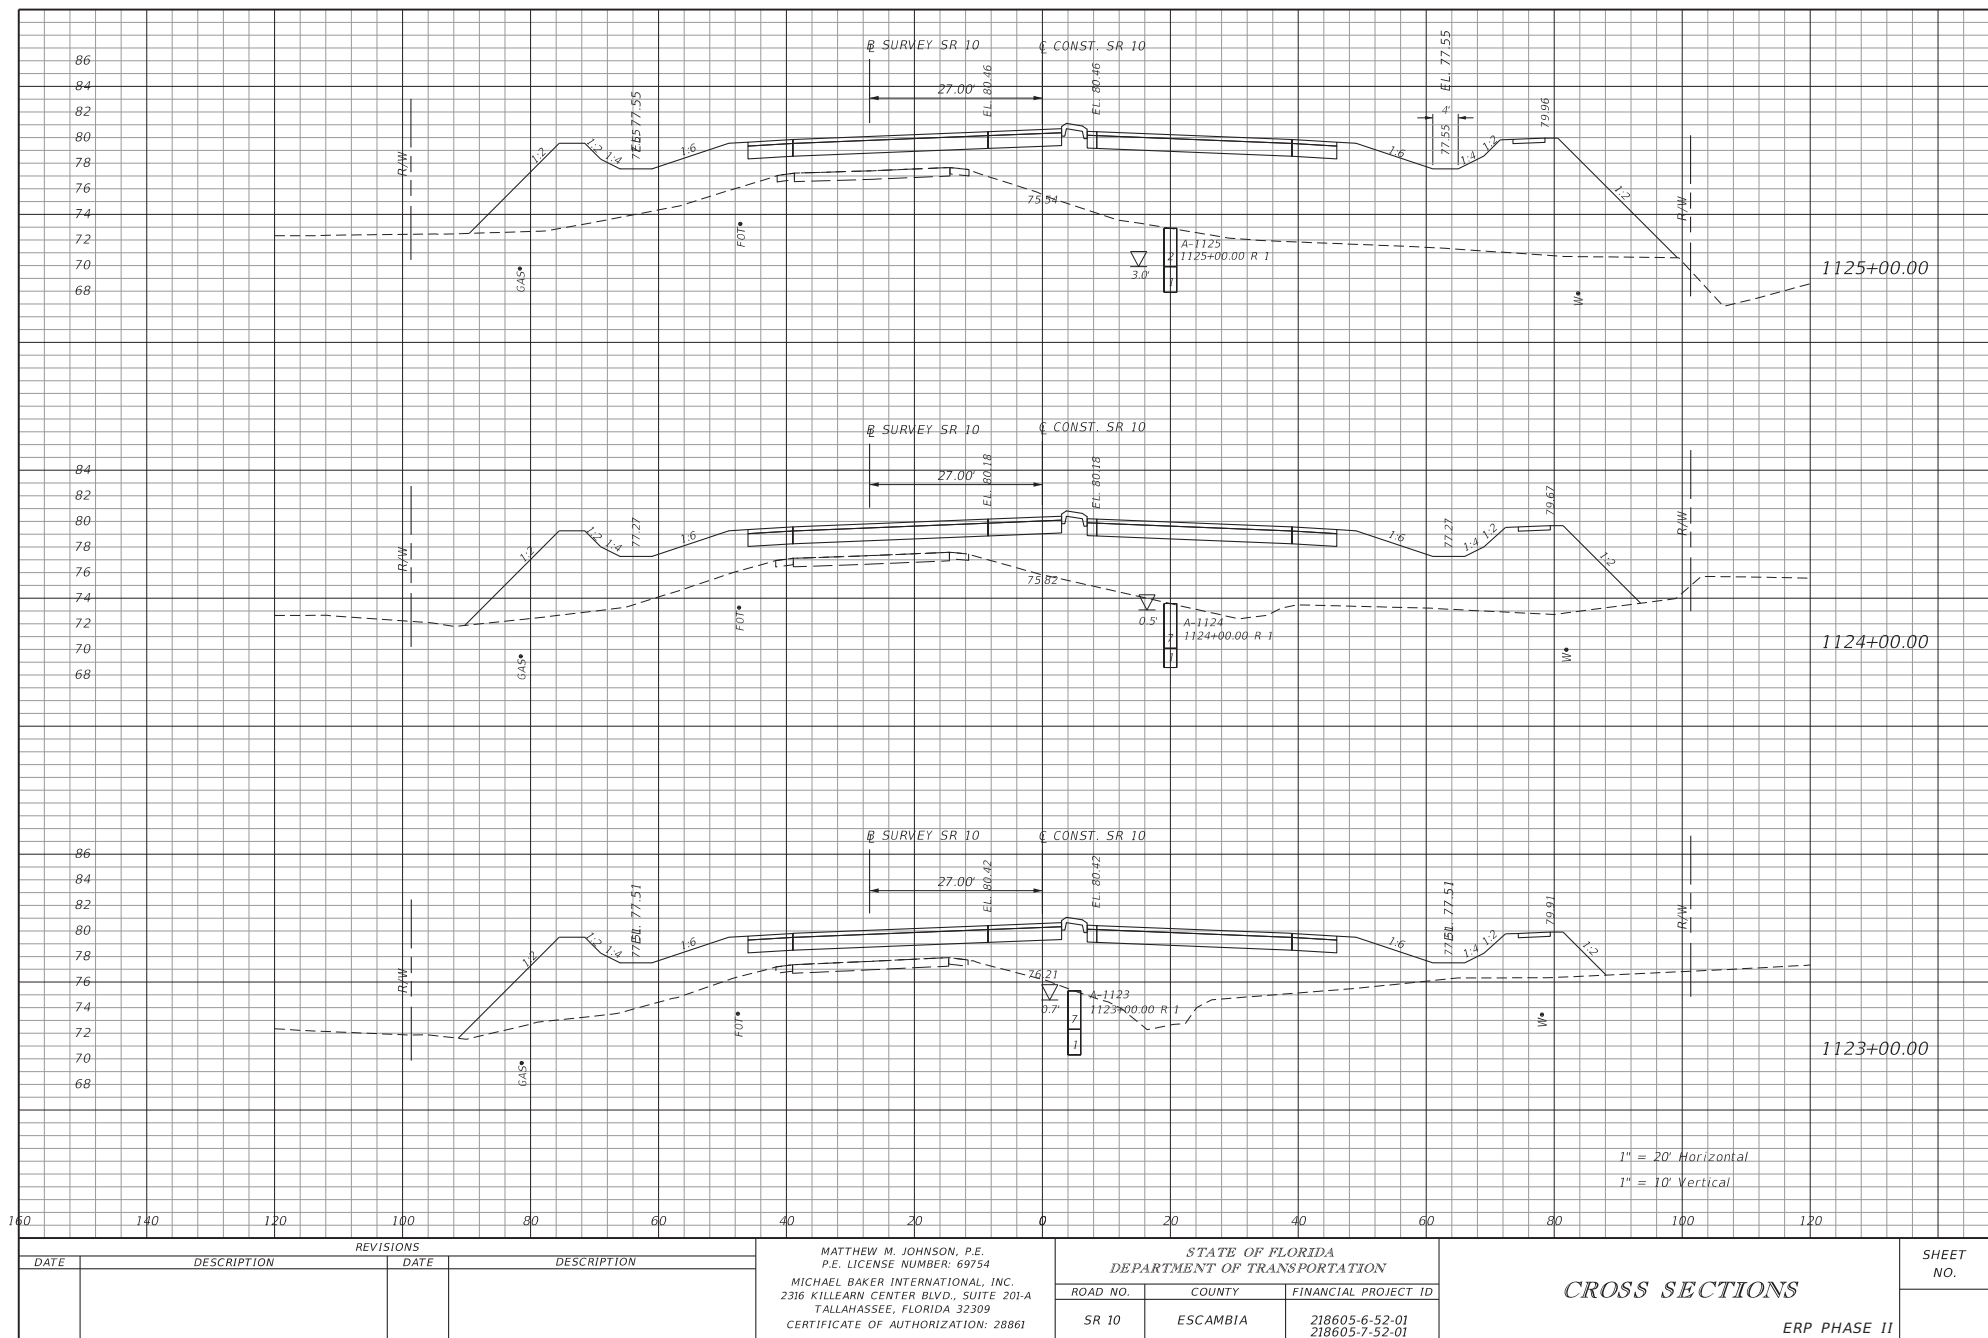 86
84
82
80
78
76
74
72
70
68
B SURVEY SR 10
℄ CONST. SR 10
27.00'
EL. 80.46
EL. 80.46
EL. 77.55
EL. 77.55
77.55
4'
79.96
R/W
R/W
1:2
1:2
1:4
1:6
1:6
1:4
1:2
1:2
75.54
FOT
GAS
3.0'
A-1125
1125+00.00 R 1
2
1
W
1125+00.00
84
82
80
78
76
74
72
70
68
B SURVEY SR 10
℄ CONST. SR 10
27.00'
EL. 80.18
EL. 80.18
77.27
77.27
79.67
R/W
R/W
1:2
1:2
1:4
1:6
1:6
1:4
1:2
1:2
75.82
FOT
GAS
0.5'
A-1124
1124+00.00 R 1
7
1
W
1124+00.00
86
84
82
80
78
76
74
72
70
68
B SURVEY SR 10
℄ CONST. SR 10
27.00'
EL. 80.42
EL. 80.42
EL. 77.51
EL. 77.51
79.91
R/W
R/W
1:2
1:2
1:4
1:6
1:6
1:4
1:2
1:2
76.21
FOT
GAS
0.7'
A-1123
1123+00.00 R 1
7
1
W
1123+00.00
1" = 20' Horizontal
1" = 10' Vertical
160 140 120 100 80 60 40 20 0 20 40 60 80 100 120
REVISIONS
DATE DESCRIPTION DATE DESCRIPTION
MATTHEW M. JOHNSON, P.E.
P.E. LICENSE NUMBER: 69754
MICHAEL BAKER INTERNATIONAL, INC.
2316 KILLEARN CENTER BLVD., SUITE 201-A
TALLAHASSEE, FLORIDA 32309
CERTIFICATE OF AUTHORIZATION: 28861
STATE OF FLORIDA
DEPARTMENT OF TRANSPORTATION
ROAD NO. COUNTY FINANCIAL PROJECT ID
SR 10 ESCAMBIA 218605-6-52-01
218605-7-52-01
CROSS SECTIONS
ERP PHASE II
SHEET
NO.